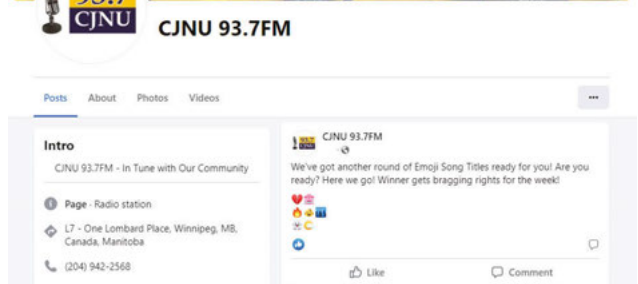 93.7
CJNU
CJNU 93.7FM
Posts About Photos Videos
Intro
CJNU 93.7FM - In Tune with Our Community
Page · Radio station
L7 - One Lombard Place, Winnipeg, MB,
Canada, Manitoba
(204) 942-2568
CJNU 93.7FM
We've got another round of Emoji Song Titles ready for you! Are you
ready? Here we go! Winner gets bragging rights for the week!
Like Comment